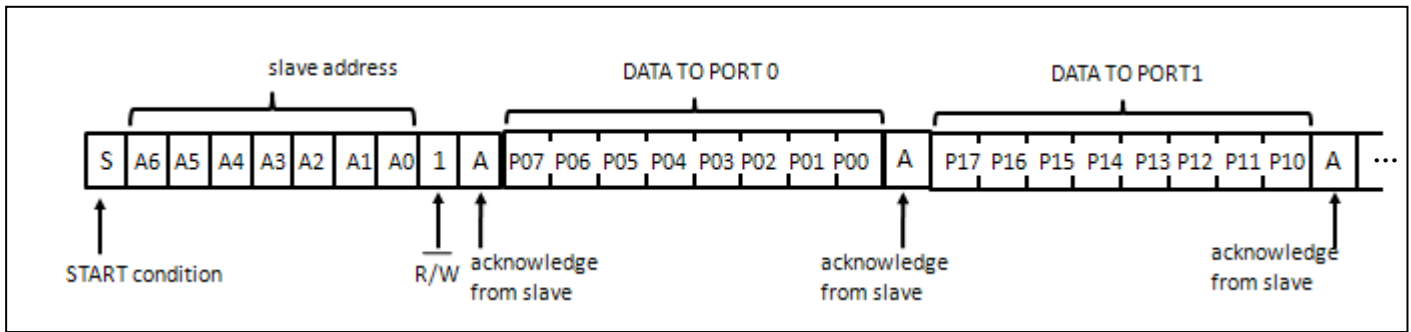 slave address
DATA TO PORT 0
DATA TO PORT1
S A6 A5 A4 A3 A2 A1 A0 1 A P07 P06 P05 P04 P03 P02 P01 P00 A P17 P16 P15 P14 P13 P12 P11 P10 A ...
START condition
R/W
acknowledge
from slave
acknowledge
from slave
acknowledge
from slave